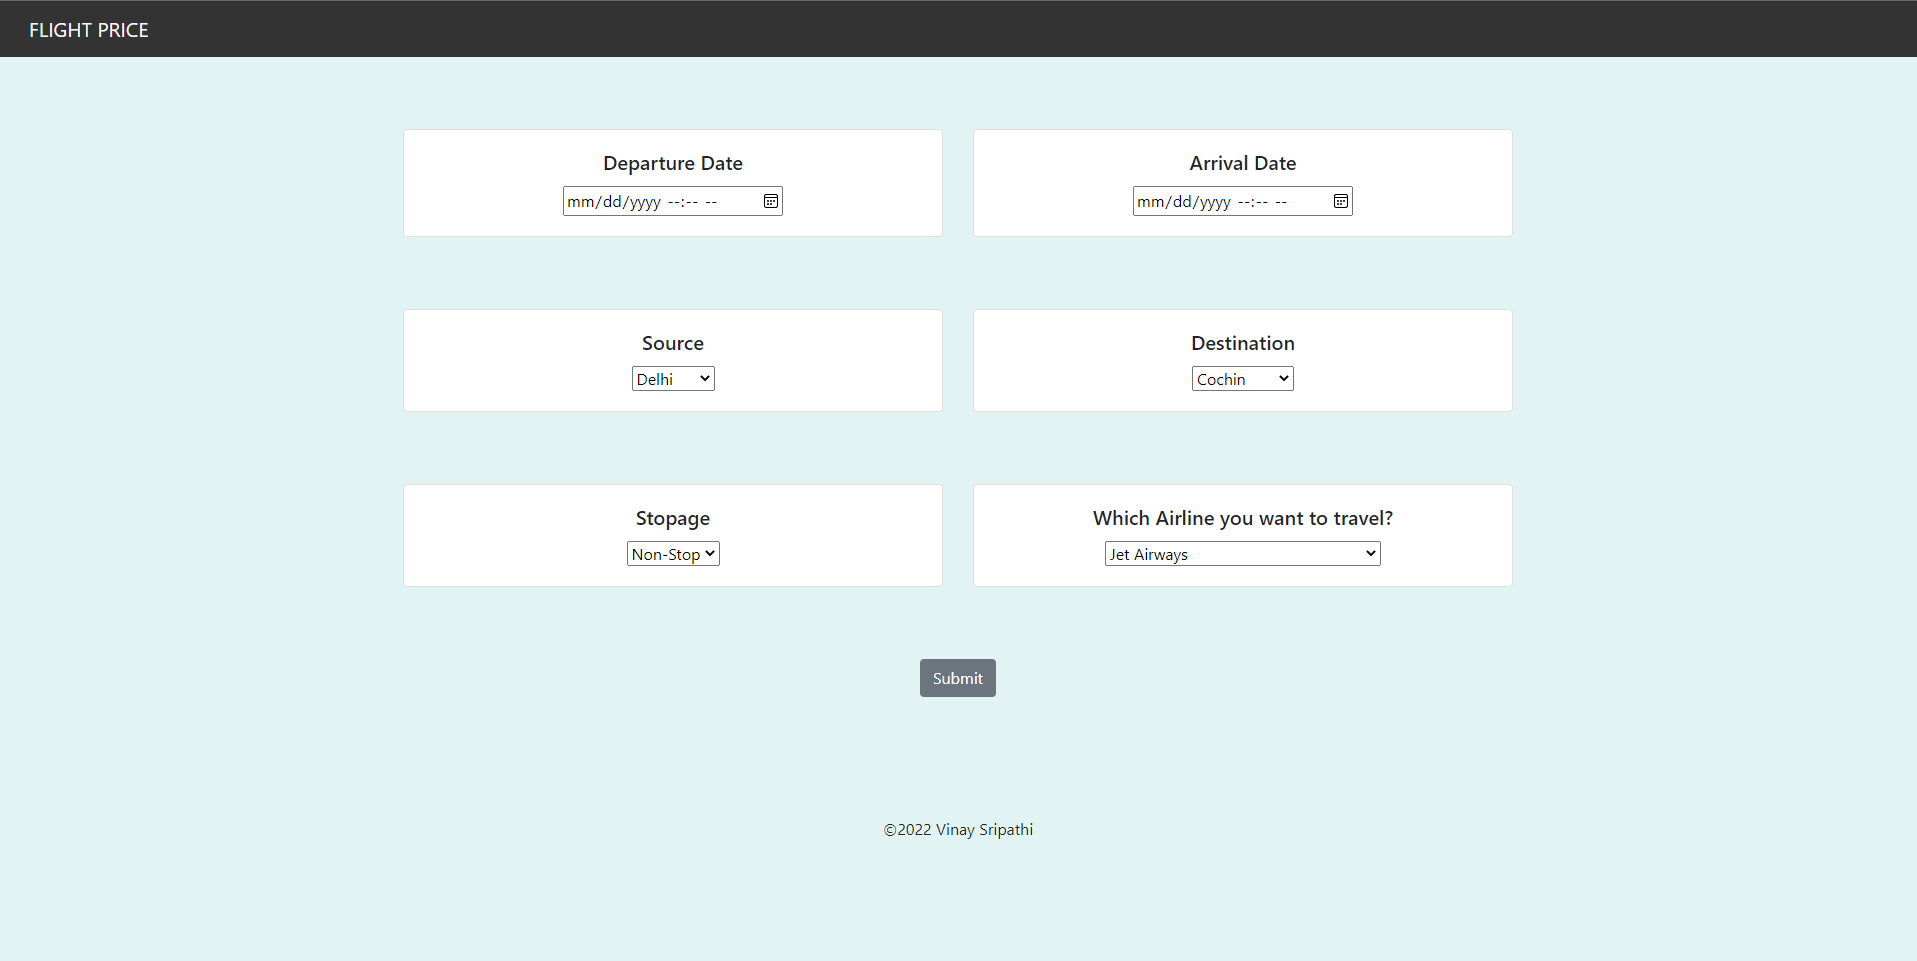 FLIGHT PRICE
Departure Date
mm/dd/yyyy --:-- --
Arrival Date
mm/dd/yyyy --:-- --
Source
Delhi
Destination
Cochin
Stopage
Non-Stop
Which Airline you want to travel?
Jet Airways
Submit
©2022 Vinay Sripathi